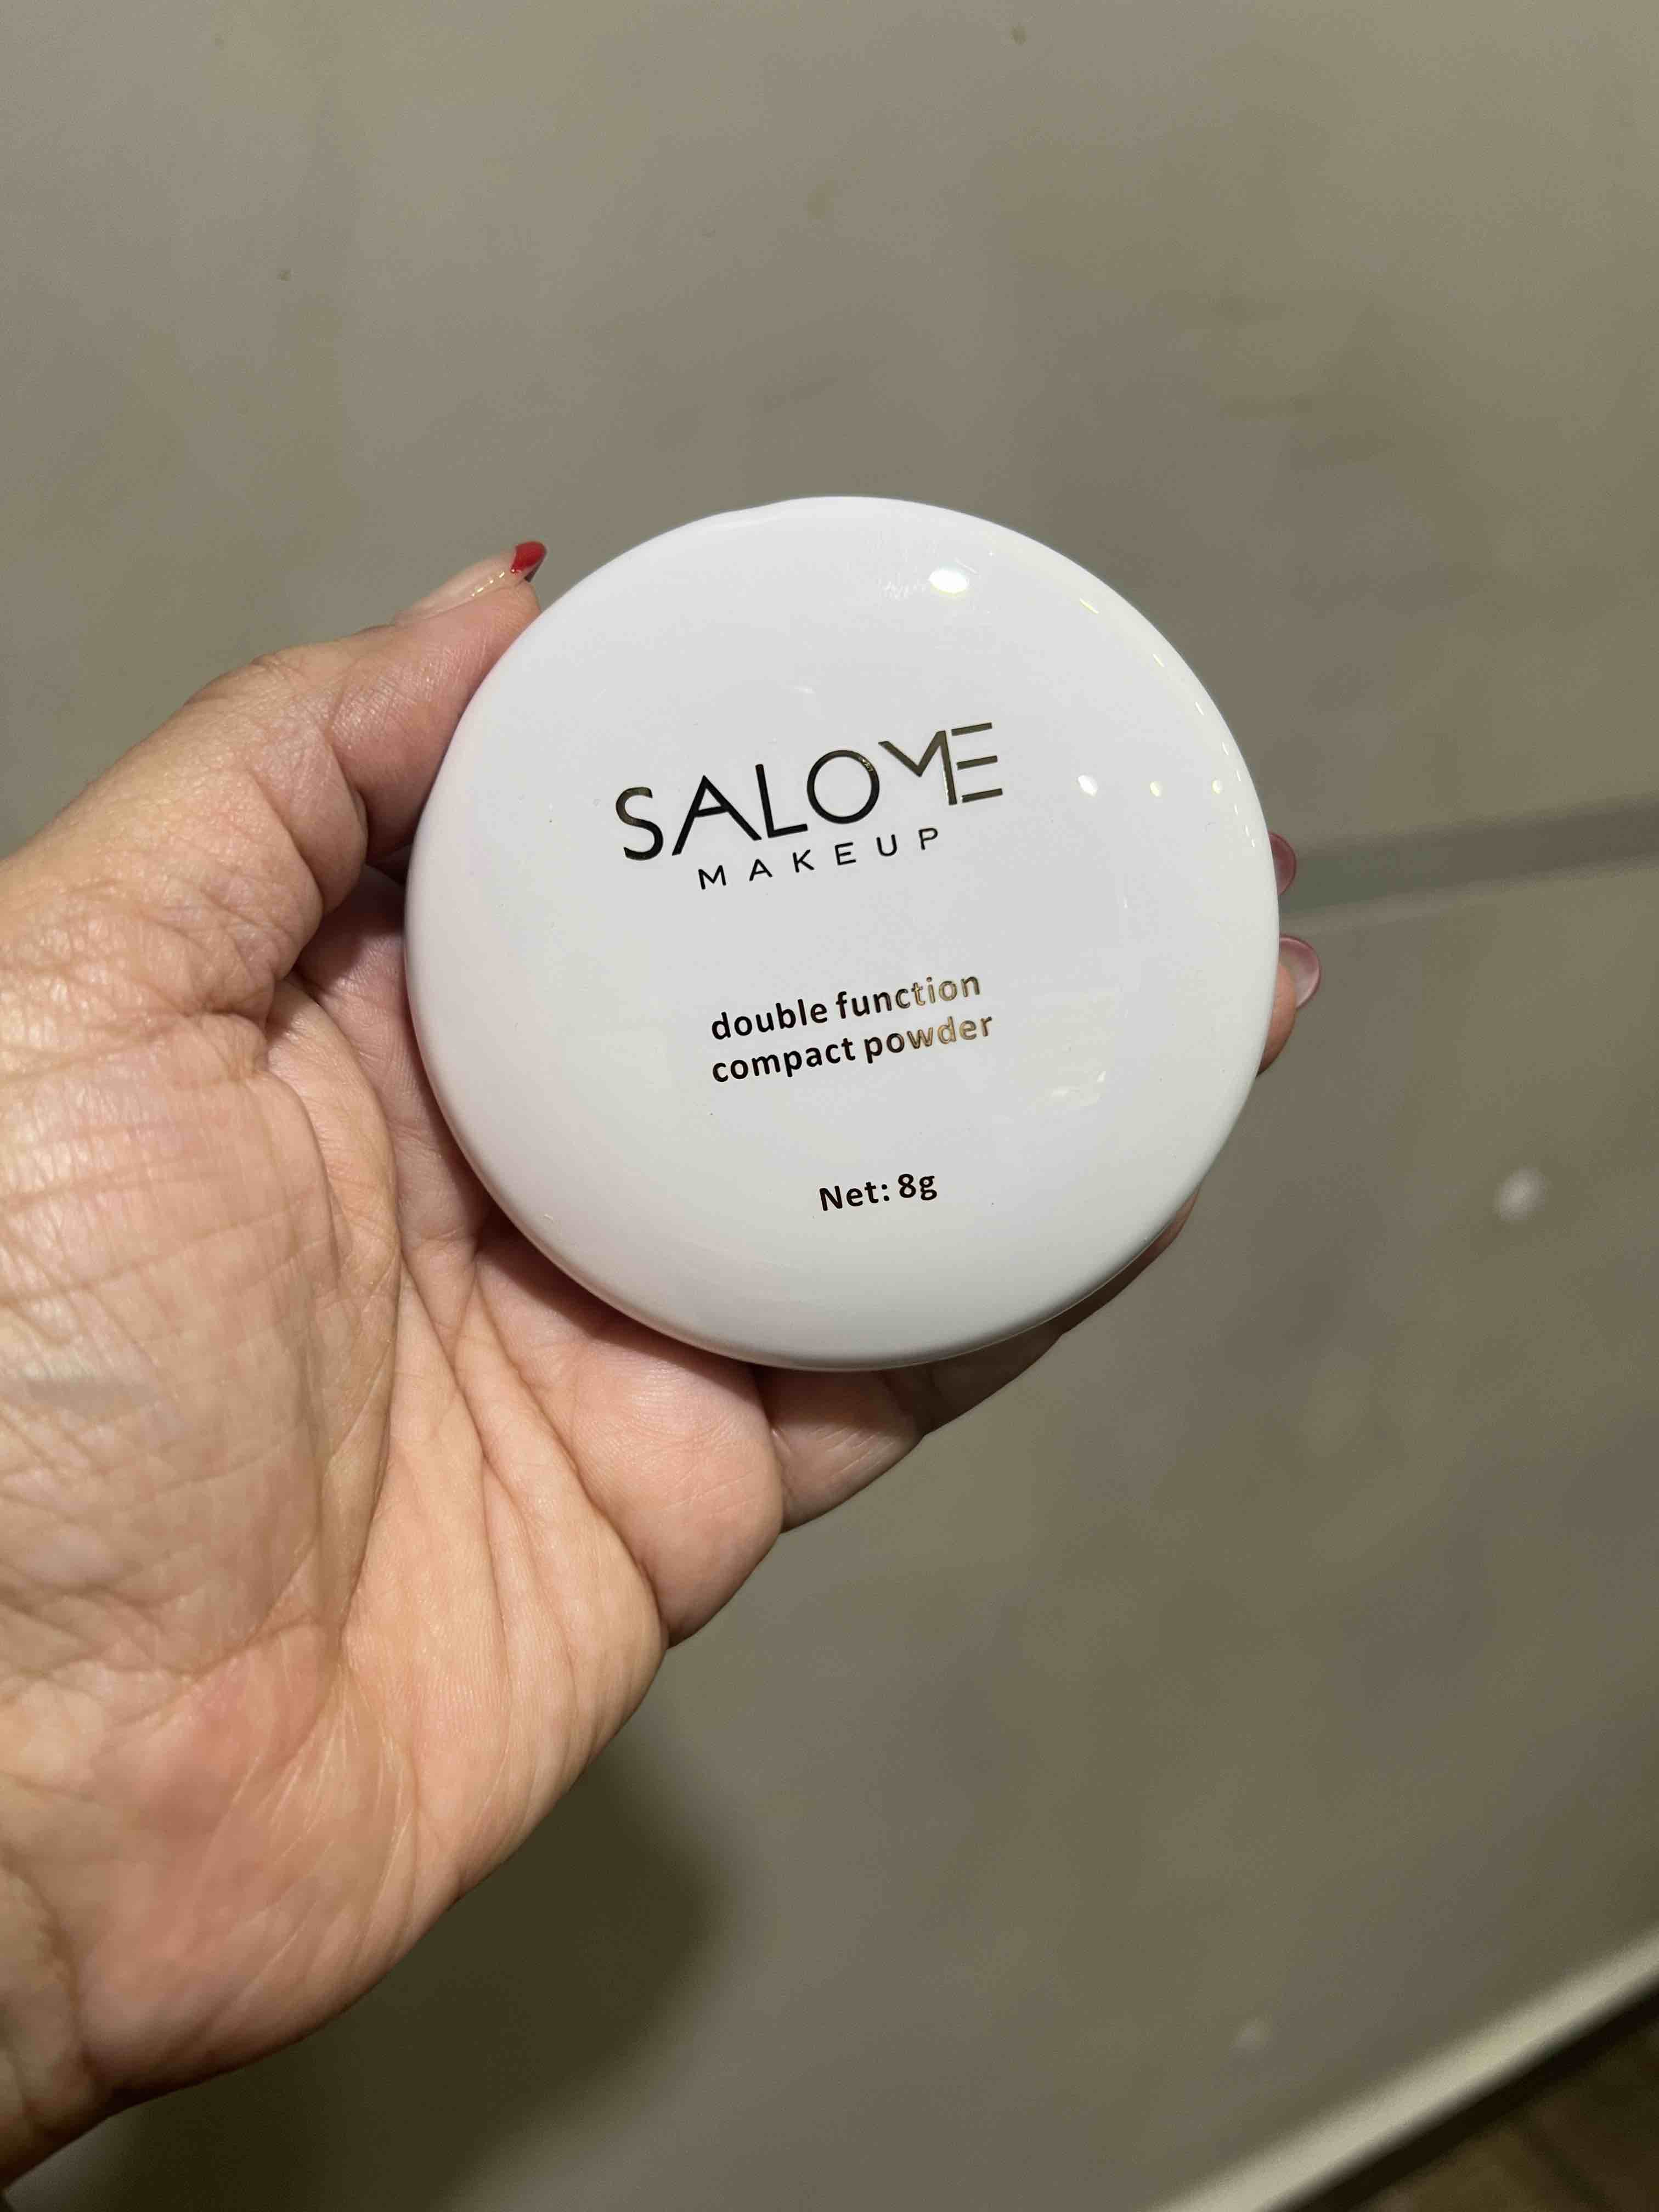 SALOME
MAKEUP
double function
compact powder
Net: 8g